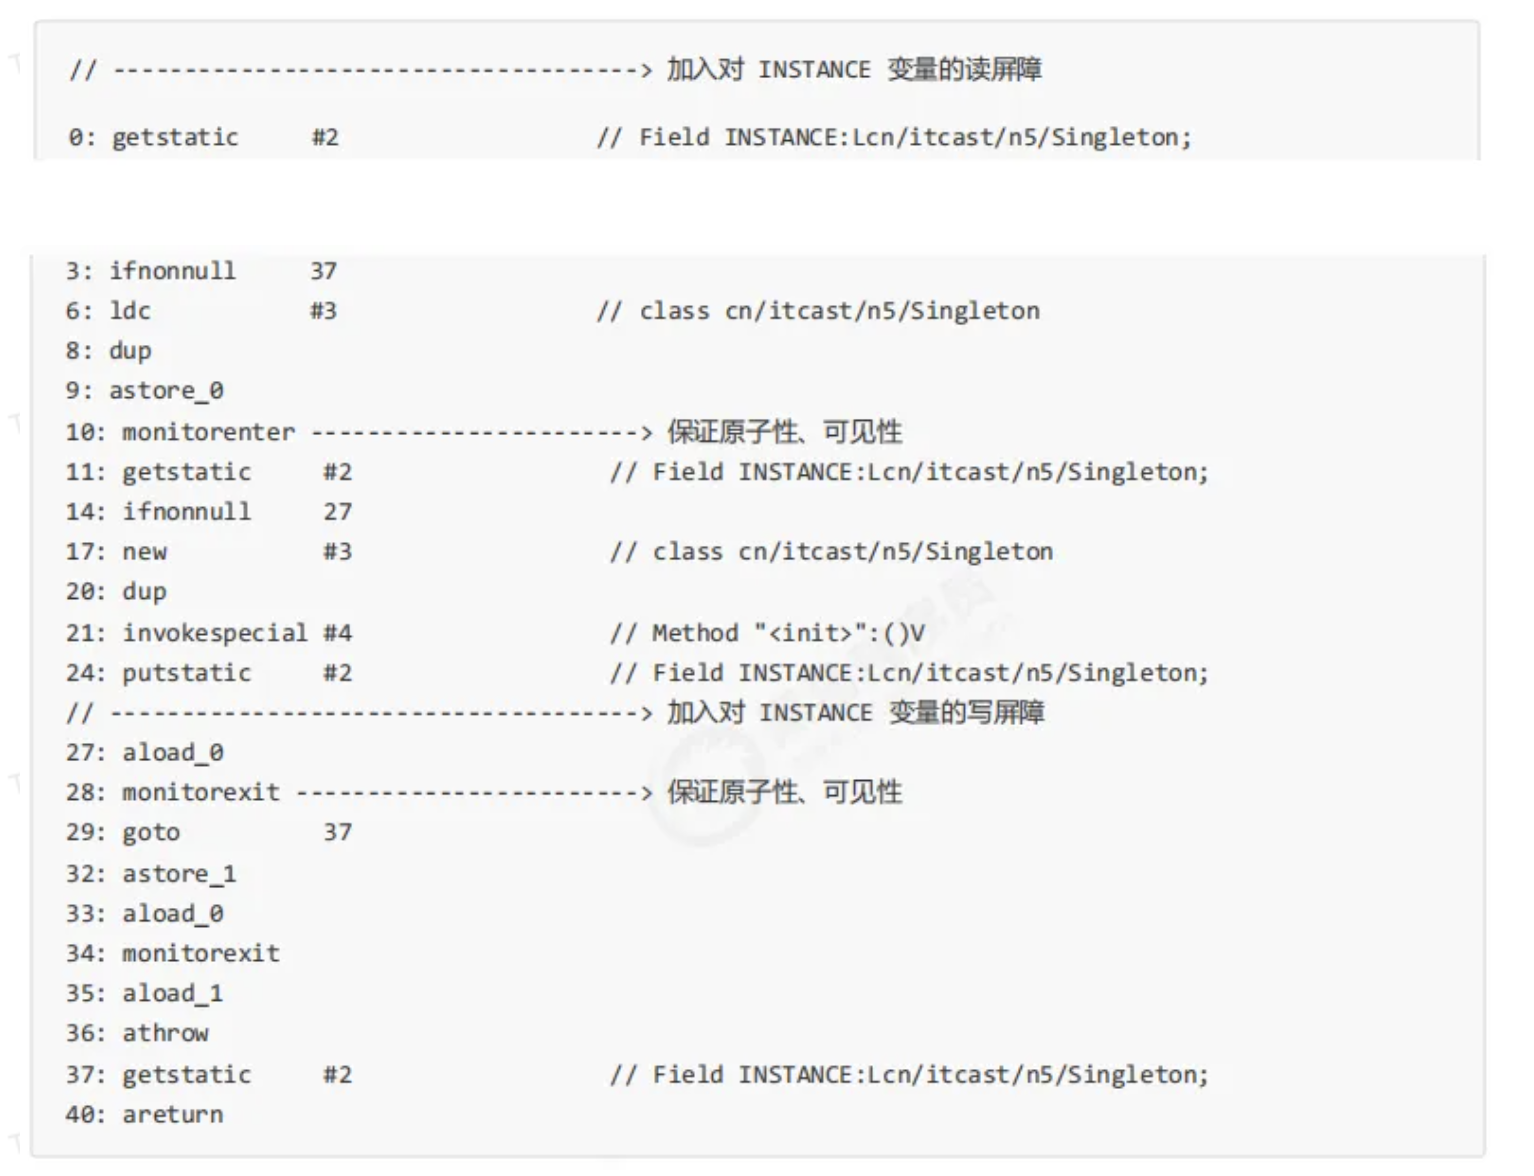 // -------------------------------------> 加入对 INSTANCE 变量的读屏障
0: getstatic #2 // Field INSTANCE:Lcn/itcast/n5/Singleton;
3: ifnonnull 37
6: ldc #3 // class cn/itcast/n5/Singleton
8: dup
9: astore_0
10: monitorenter -----------------------> 保证原子性、可见性
11: getstatic #2 // Field INSTANCE:Lcn/itcast/n5/Singleton;
14: ifnonnull 27
17: new #3 // class cn/itcast/n5/Singleton
20: dup
21: invokespecial #4 // Method "<init>":()V
24: putstatic #2 // Field INSTANCE:Lcn/itcast/n5/Singleton;
// -------------------------------------> 加入对 INSTANCE 变量的写屏障
27: aload_0
28: monitorexit ------------------------> 保证原子性、可见性
29: goto 37
32: astore_1
33: aload_0
34: monitorexit
35: aload_1
36: athrow
37: getstatic #2 // Field INSTANCE:Lcn/itcast/n5/Singleton;
40: areturn